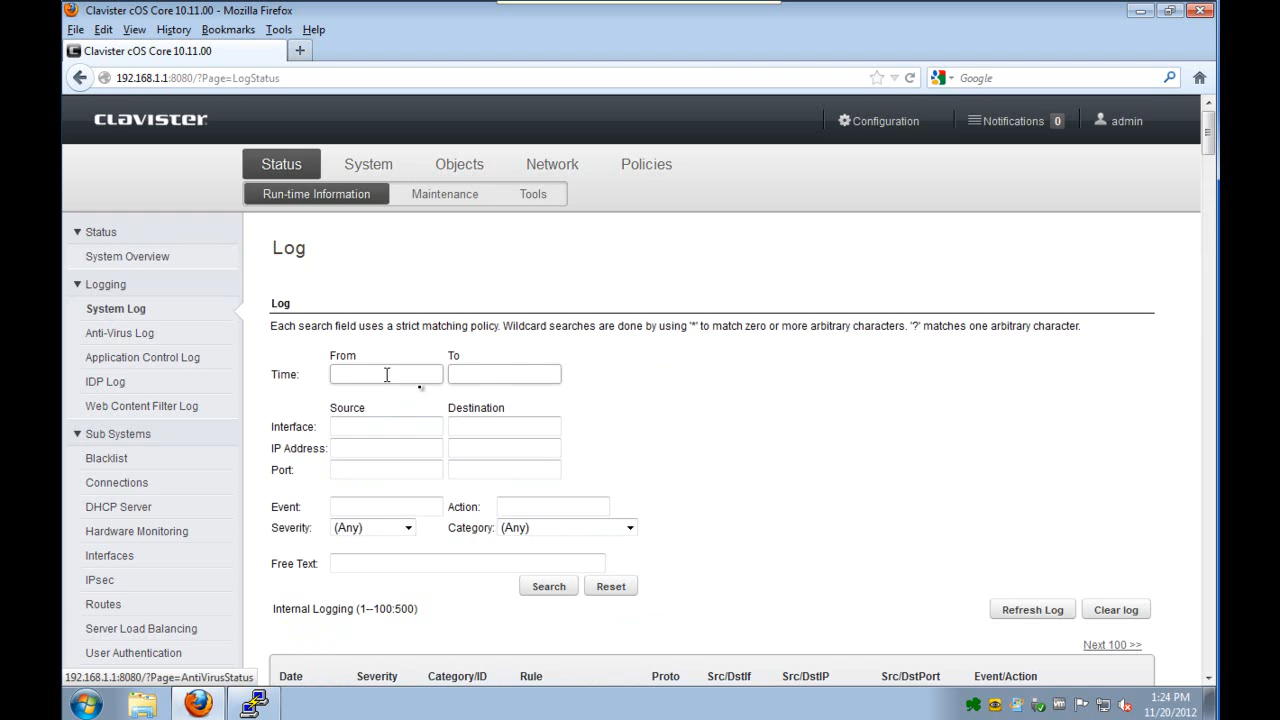 Clavister cOS Core 10.11.00 - Mozilla Firefox
File Edit View History Bookmarks Tools Help
Clavister cOS Core 10.11.00
192.168.1.1:8080/?Page=LogStatus
Google
clavister
Configuration
Notifications 0
admin
Status System Objects Network Policies
Run-time Information Maintenance Tools
Status
System Overview
Logging
System Log
Anti-Virus Log
Application Control Log
IDP Log
Web Content Filter Log
Sub Systems
Blacklist
Connections
DHCP Server
Hardware Monitoring
Interfaces
IPsec
Routes
Server Load Balancing
User Authentication
Log
Log
Each search field uses a strict matching policy. Wildcard searches are done by using '*' to match zero or more arbitrary characters. '?' matches one arbitrary character.
From To
Time:
Source Destination
Interface:
IP Address:
Port:
Event: Action:
Severity: (Any) Category: (Any)
Free Text:
Search Reset
Internal Logging (1--100:500)
Refresh Log Clear log
Next 100 >>
Date Severity Category/ID Rule Proto Src/DstIf Src/DstIP Src/DstPort Event/Action
192.168.1.1:8080/?Page=AntiVirusStatus
1:24 PM
11/20/2012